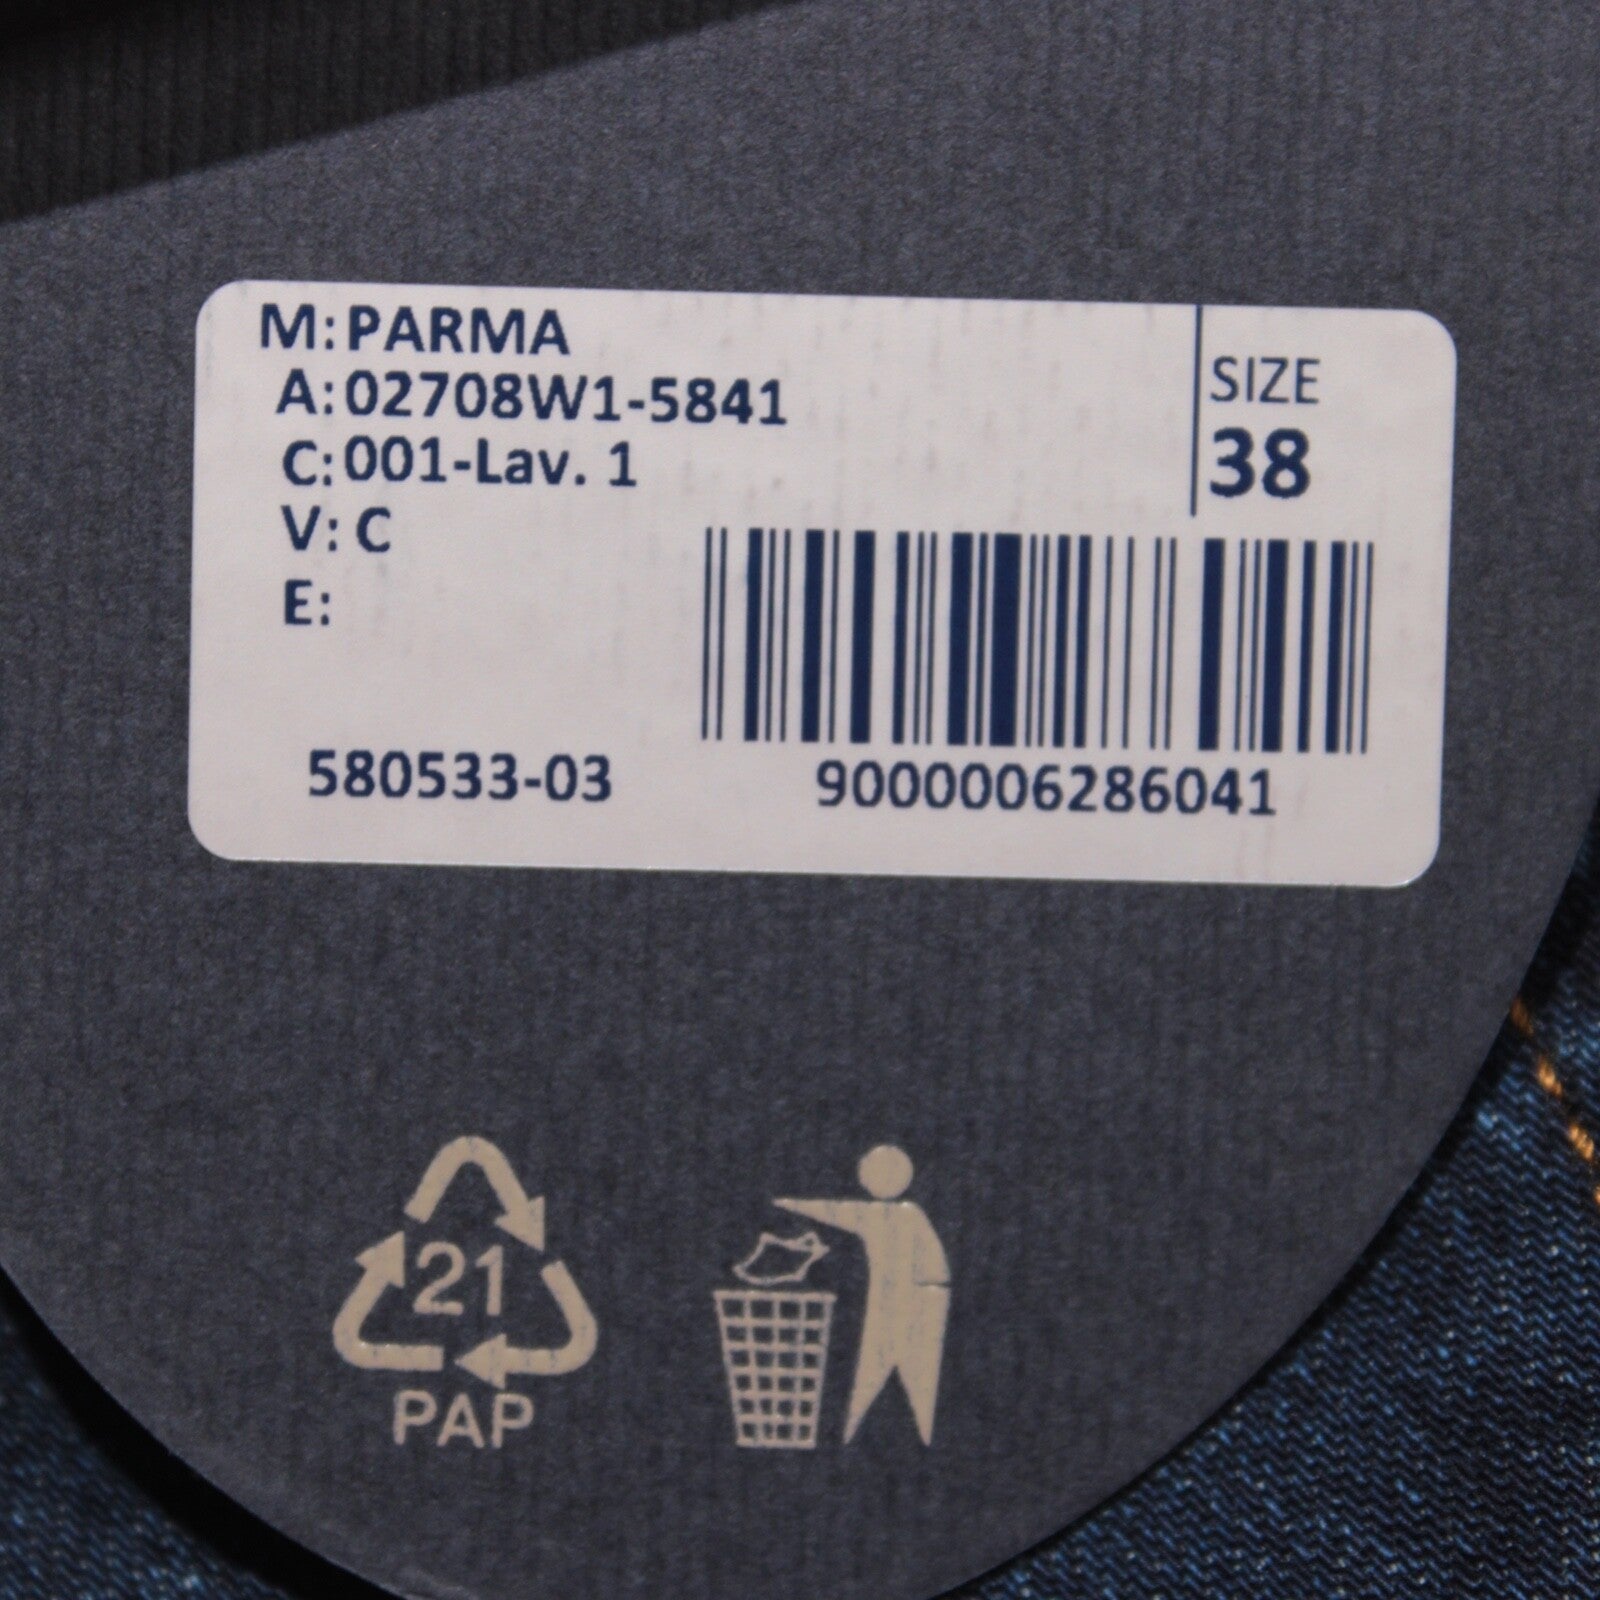 M: PARMA
A: 02708W1-5841
C: 001-Lav. 1
V: C
E:
SIZE
38
580533-03
9000006286041
21
PAP